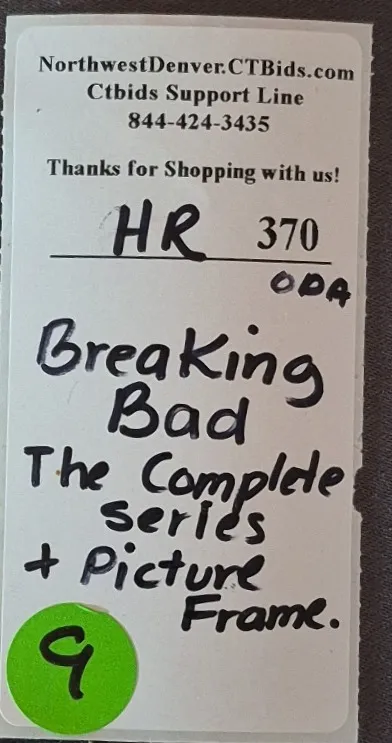 NorthwestDenver.CTBids.com
Ctbids Support Line
844-424-3435
Thanks for Shopping with us!
HR 370
ODA
Breaking
Bad
The Complete
series
+ Picture
Frame.
9